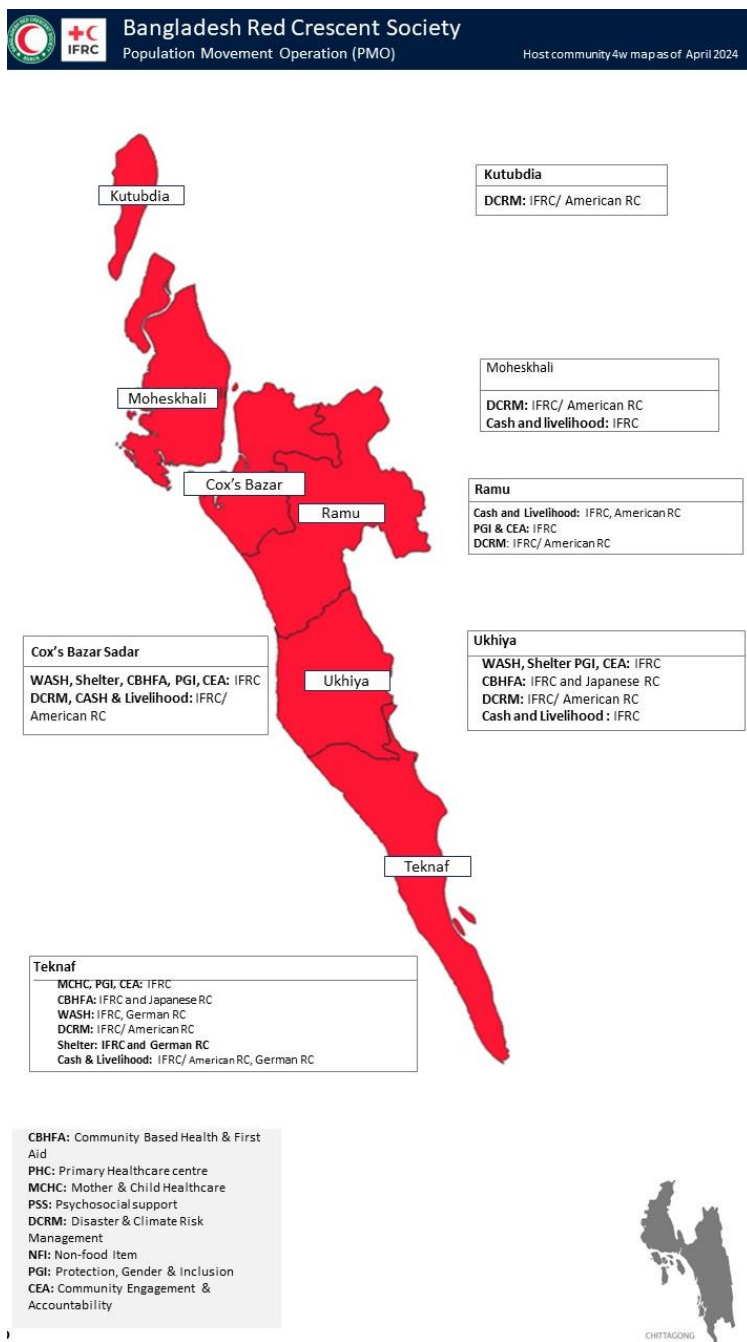 Bangladesh Red Crescent Society
IFRC
Population Movement Operation (PMO)
Host community 4w map as of April 2024
Kutubdia
Kutubdia
DCRM: IFRC/ American RC
Moheskhali
Moheskhali
DCRM: IFRC/ American RC
Cash and livelihood: IFRC
Cox's Bazar
Ramu
Ramu
Cash and Livelihood: IFRC, American RC
PGI & CEA: IFRC
DCRM: IFRC/ American RC
Cox's Bazar Sadar
WASH, Shelter, CBHFA, PGI, CEA: IFRC
DCRM, CASH & Livelihood: IFRC/
American RC
Ukhiya
Ukhiya
WASH, Shelter PGI, CEA: IFRC
CBHFA: IFRC and Japanese RC
DCRM: IFRC/ American RC
Cash and Livelihood : IFRC
Teknaf
Teknaf
MCHC, PGI, CEA: IFRC
CBHFA: IFRC and Japanese RC
WASH: IFRC, German RC
DCRM: IFRC/ American RC
Shelter: IFRC and German RC
Cash & Livelihood: IFRC/ American RC, German RC
CBHFA: Community Based Health & First
Aid
PHC: Primary Healthcare centre
MCHC: Mother & Child Healthcare
PSS: Psychosocial support
DCRM: Disaster & Climate Risk
Management
NFI: Non-food Item
PGI: Protection, Gender & Inclusion
CEA: Community Engagement &
Accountability
CHITTAGONG